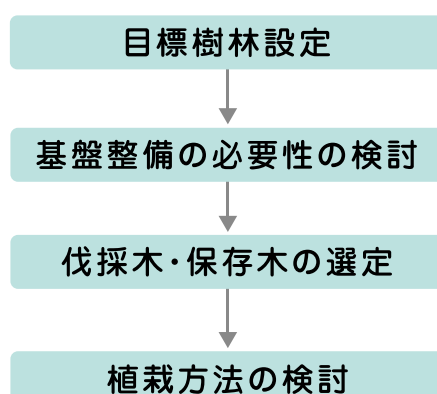 目標樹林設定
基盤整備の必要性の検討
伐採木・保存木の選定
植栽方法の検討